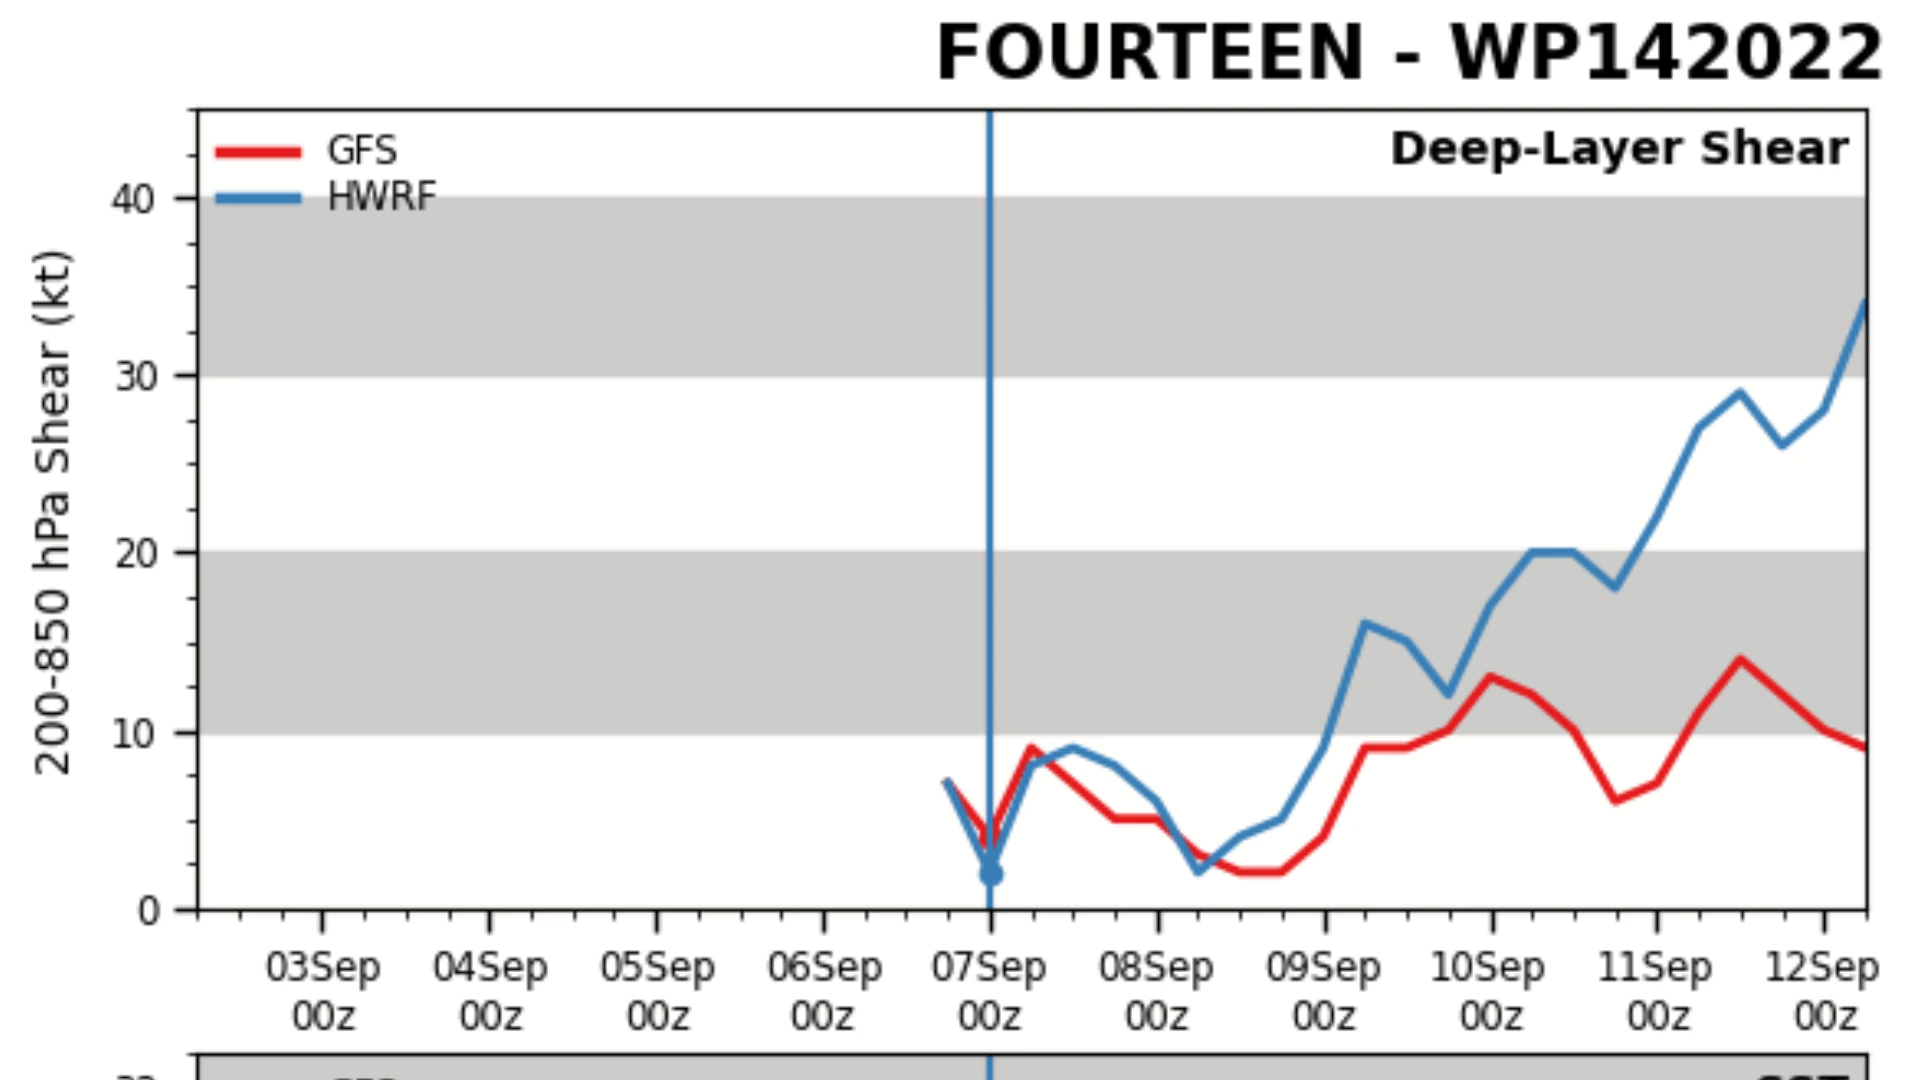 FOURTEEN - WP142022
Deep-Layer Shear
GFS
HWRF
200-850 hPa Shear (kt)
40
30
20
10
0
03Sep 04Sep 05Sep 06Sep 07Sep 08Sep 09Sep 10Sep 11Sep 12Sep
00z 00z 00z 00z 00z 00z 00z 00z 00z 00z